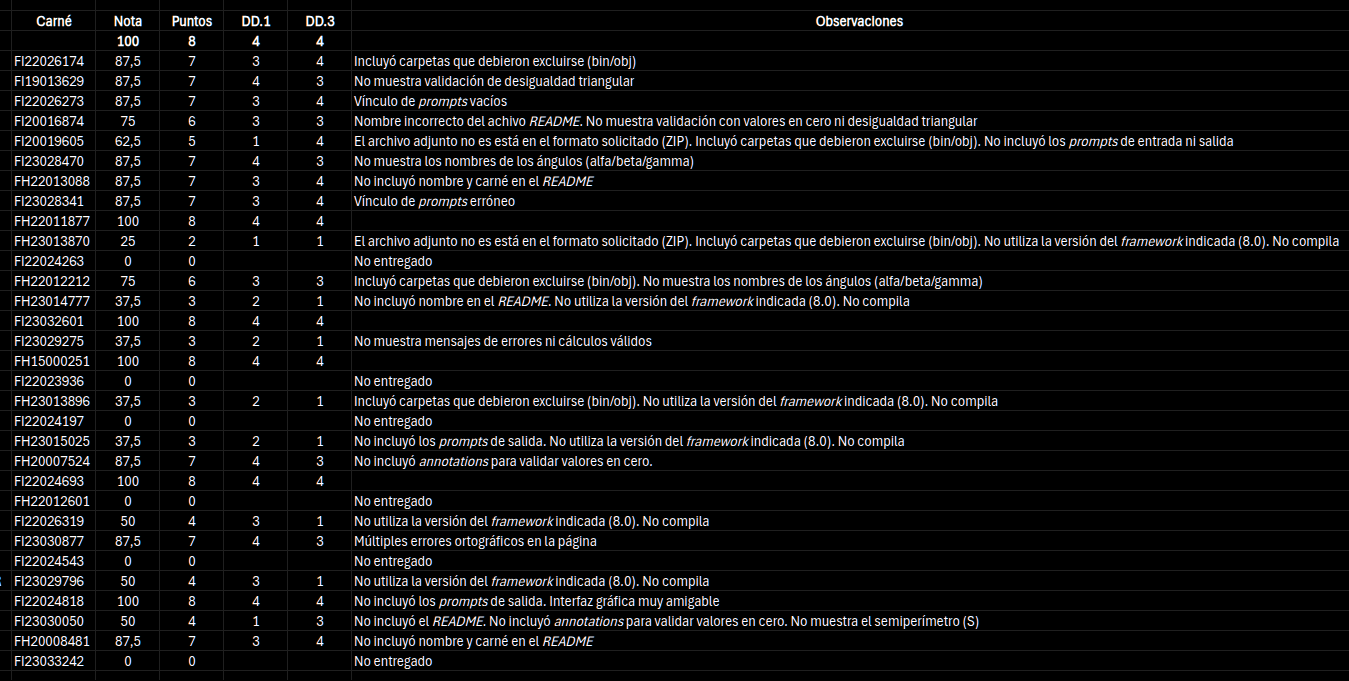 Carné Nota Puntos DD.1 DD.3 Observaciones
100 8 4 4
FI22026174 87,5 7 3 4 Incluyó carpetas que debieron excluirse (bin/obj)
FI19013629 87,5 7 4 3 No muestra validación de desigualdad triangular
FI22026273 87,5 7 3 4 Vínculo de prompts vacíos
FI20016874 75 6 3 3 Nombre incorrecto del achivo README. No muestra validación con valores en cero ni desigualdad triangular
FI20019605 62,5 5 1 4 El archivo adjunto no es está en el formato solicitado (ZIP). Incluyó carpetas que debieron excluirse (bin/obj). No incluyó los prompts de entrada ni salida
FI23028470 87,5 7 4 3 No muestra los nombres de los ángulos (alfa/beta/gamma)
FH22013088 87,5 7 3 4 No incluyó nombre y carné en el README
FI23028341 87,5 7 3 4 Vínculo de prompts erróneo
FH22011877 100 8 4 4
FH23013870 25 2 1 1 El archivo adjunto no es está en el formato solicitado (ZIP). Incluyó carpetas que debieron excluirse (bin/obj). No utiliza la versión del framework indicada (8.0). No compila
FI22024263 0 0 No entregado
FH22012212 75 6 3 3 Incluyó carpetas que debieron excluirse (bin/obj). No muestra los nombres de los ángulos (alfa/beta/gamma)
FH23014777 37,5 3 2 1 No incluyó nombre en el README. No utiliza la versión del framework indicada (8.0). No compila
FI23032601 100 8 4 4
FI23029275 37,5 3 2 1 No muestra mensajes de errores ni cálculos válidos
FH15000251 100 8 4 4
FI22023936 0 0 No entregado
FH23013896 37,5 3 2 1 Incluyó carpetas que debieron excluirse (bin/obj). No utiliza la versión del framework indicada (8.0). No compila
FI22024197 0 0 No entregado
FH23015025 37,5 3 2 1 No incluyó los prompts de salida. No utiliza la versión del framework indicada (8.0). No compila
FH20007524 87,5 7 4 3 No incluyó annotations para validar valores en cero.
FI22024693 100 8 4 4
FH22012601 0 0 No entregado
FI22026319 50 4 3 1 No utiliza la versión del framework indicada (8.0). No compila
FI23030877 87,5 7 4 3 Múltiples errores ortográficos en la página
FI22024543 0 0 No entregado
FI23029796 50 4 3 1 No utiliza la versión del framework indicada (8.0). No compila
FI22024818 100 8 4 4 No incluyó los prompts de salida. Interfaz gráfica muy amigable
FI23030050 50 4 1 3 No incluyó el README. No incluyó annotations para validar valores en cero. No muestra el semiperímetro (S)
FH20008481 87,5 7 3 4 No incluyó nombre y carné en el README
FI23033242 0 0 No entregado